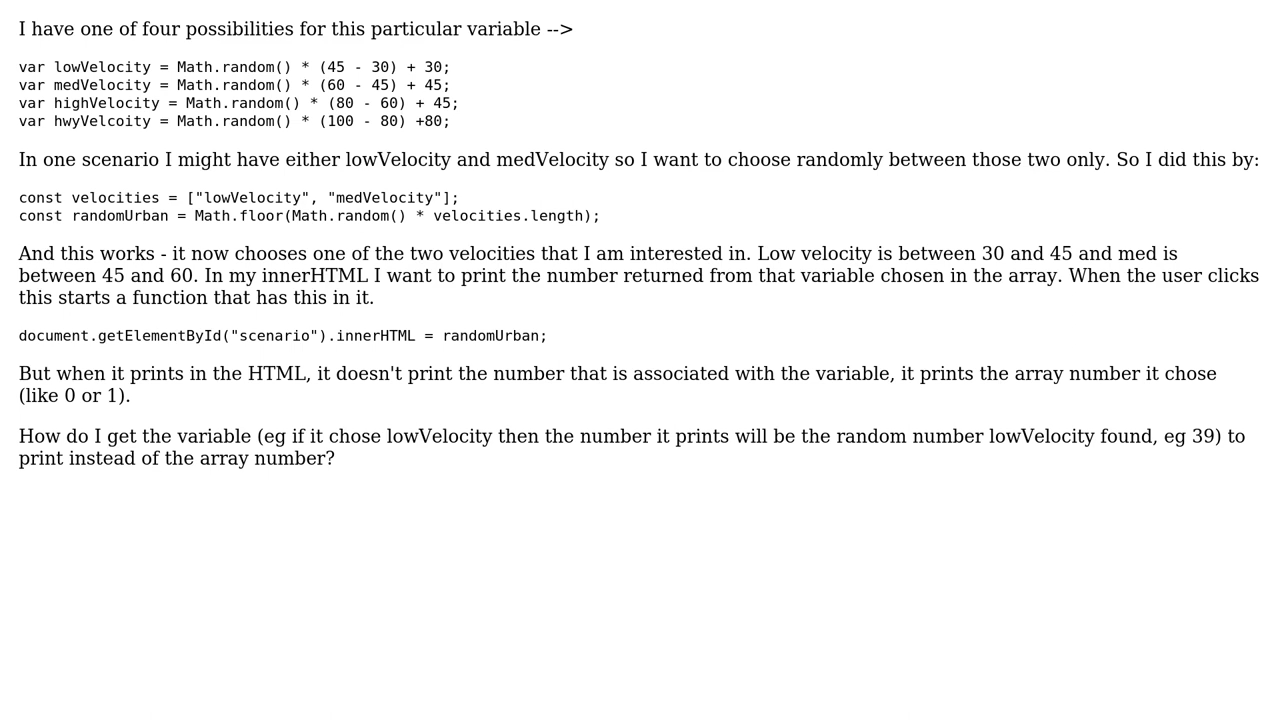 I have one of four possibilities for this particular variable -->
var lowVelocity = Math.random() * (45 - 30) + 30;
var medVelocity = Math.random() * (60 - 45) + 45;
var highVelocity = Math.random() * (80 - 60) + 45;
var hwyVelcoity = Math.random() * (100 - 80) +80;
In one scenario I might have either lowVelocity and medVelocity so I want to choose randomly between those two only. So I did this by:
const velocities = ["lowVelocity", "medVelocity"];
const randomUrban = Math.floor(Math.random() * velocities.length);
And this works - it now chooses one of the two velocities that I am interested in. Low velocity is between 30 and 45 and med is
between 45 and 60. In my innerHTML I want to print the number returned from that variable chosen in the array. When the user clicks
this starts a function that has this in it.
document.getElementById("scenario").innerHTML = randomUrban;
But when it prints in the HTML, it doesn't print the number that is associated with the variable, it prints the array number it chose
(like 0 or 1).
How do I get the variable (eg if it chose lowVelocity then the number it prints will be the random number lowVelocity found, eg 39) to
print instead of the array number?